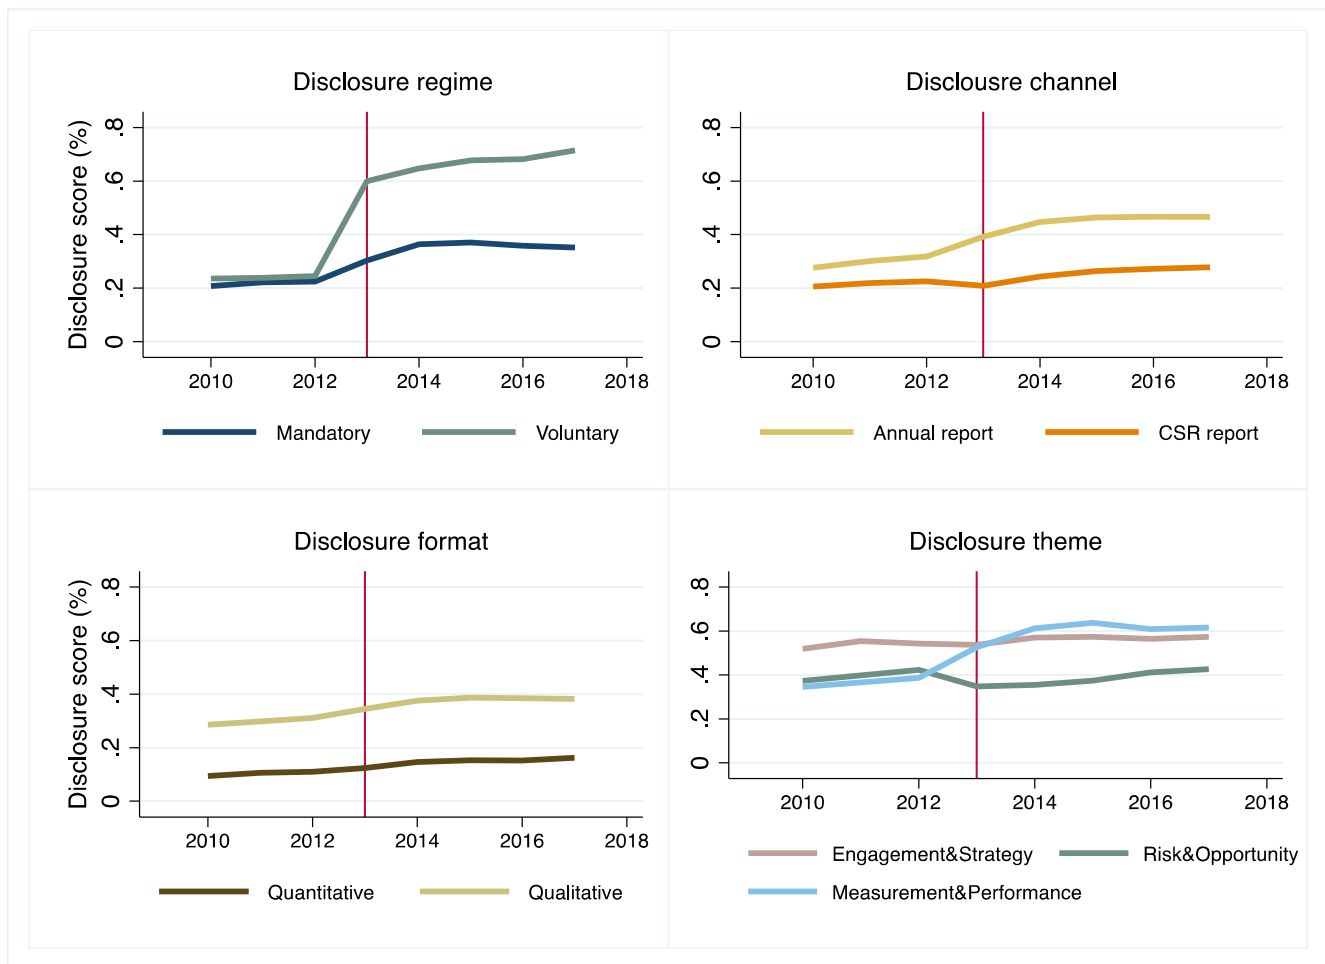 Disclosure regime
Disclosure score (%)
.8
.6
.4
.2
0
2010 2012 2014 2016 2018
Mandatory Voluntary
Disclousre channel
.8
.6
.4
.2
0
2010 2012 2014 2016 2018
Annual report CSR report
Disclosure format
Disclosure score (%)
.8
.6
.4
.2
0
2010 2012 2014 2016 2018
Quantitative Qualitative
Disclosure theme
.8
.6
.4
.2
0
2010 2012 2014 2016 2018
Engagement&Strategy Risk&Opportunity
Measurement&Performance